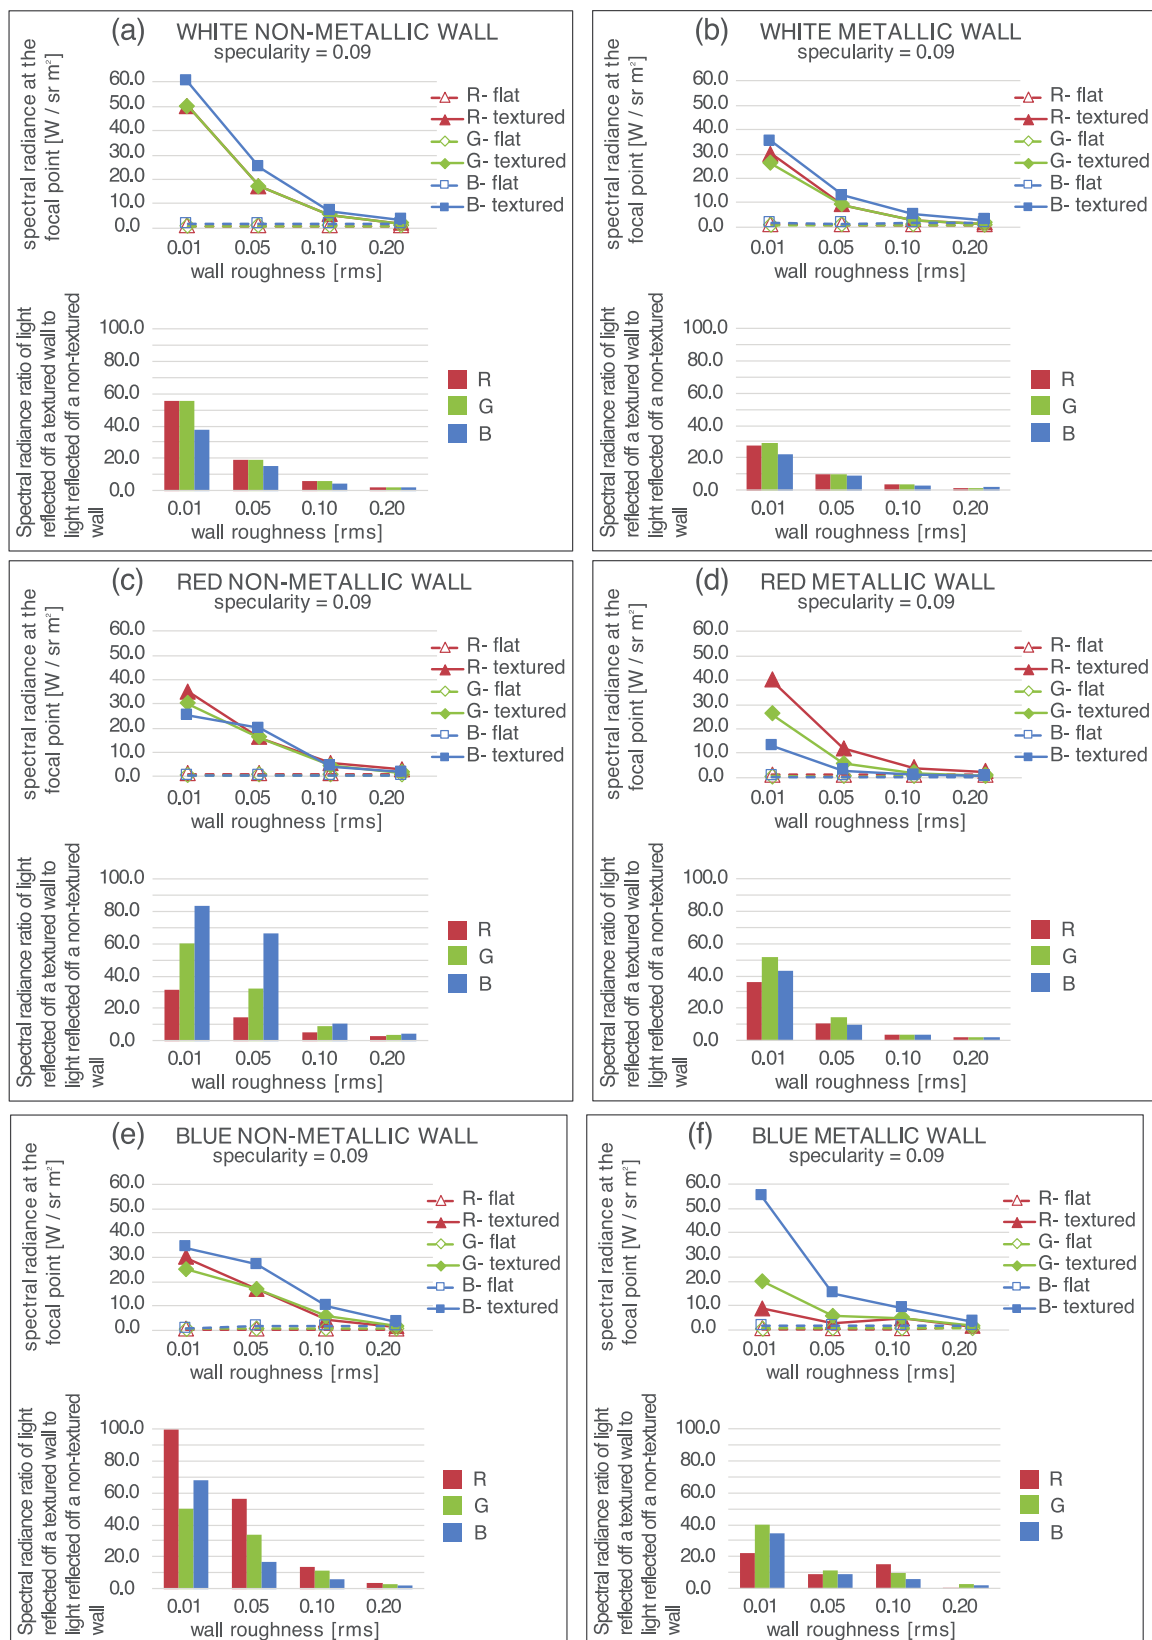 (a) WHITE NON-METALLIC WALL
specularity = 0.09
spectral radiance at the
focal point [W / sr m²]
60.0
50.0
40.0
30.0
20.0
10.0
0.0
0.01 0.05 0.10 0.20
wall roughness [rms]
R- flat
R- textured
G- flat
G- textured
B- flat
B- textured
Spectral radiance ratio of light
reflected off a textured wall to
light reflected off a non-textured
wall
100.0
80.0
60.0
40.0
20.0
0.0
0.01 0.05 0.10 0.20
wall roughness [rms]
R
G
B
(b) WHITE METALLIC WALL
specularity = 0.09
spectral radiance at the
focal point [W / sr m²]
60.0
50.0
40.0
30.0
20.0
10.0
0.0
0.01 0.05 0.10 0.20
wall roughness [rms]
R- flat
R- textured
G- flat
G- textured
B- flat
B- textured
Spectral radiance ratio of light
reflected off a textured wall to
light reflected off a non-textured
wall
100.0
80.0
60.0
40.0
20.0
0.0
0.01 0.05 0.10 0.20
wall roughness [rms]
R
G
B
(c) RED NON-METALLIC WALL
specularity = 0.09
spectral radiance at the
focal point [W / sr m²]
60.0
50.0
40.0
30.0
20.0
10.0
0.0
0.01 0.05 0.10 0.20
wall roughness [rms]
R- flat
R- textured
G- flat
G- textured
B- flat
B- textured
Spectral radiance ratio of light
reflected off a textured wall to
light reflected off a non-textured
wall
100.0
80.0
60.0
40.0
20.0
0.0
0.01 0.05 0.10 0.20
wall roughness [rms]
R
G
B
(d) RED METALLIC WALL
specularity = 0.09
spectral radiance at the
focal point [W / sr m²]
60.0
50.0
40.0
30.0
20.0
10.0
0.0
0.01 0.05 0.10 0.20
wall roughness [rms]
R- flat
R- textured
G- flat
G- textured
B- flat
B- textured
Spectral radiance ratio of light
reflected off a textured wall to
light reflected off a non-textured
wall
100.0
80.0
60.0
40.0
20.0
0.0
0.01 0.05 0.10 0.20
wall roughness [rms]
R
G
B
(e) BLUE NON-METALLIC WALL
specularity = 0.09
spectral radiance at the
focal point [W / sr m²]
60.0
50.0
40.0
30.0
20.0
10.0
0.0
0.01 0.05 0.10 0.20
wall roughness [rms]
R- flat
R- textured
G- flat
G- textured
B- flat
B- textured
Spectral radiance ratio of light
reflected off a textured wall to
light reflected off a non-textured
wall
100.0
80.0
60.0
40.0
20.0
0.0
0.01 0.05 0.10 0.20
wall roughness [rms]
R
G
B
(f) BLUE METALLIC WALL
specularity = 0.09
spectral radiance at the
focal point [W / sr m²]
60.0
50.0
40.0
30.0
20.0
10.0
0.0
0.01 0.05 0.10 0.20
wall roughness [rms]
R- flat
R- textured
G- flat
G- textured
B- flat
B- textured
Spectral radiance ratio of light
reflected off a textured wall to
light reflected off a non-textured
wall
100.0
80.0
60.0
40.0
20.0
0.0
0.01 0.05 0.10 0.20
wall roughness [rms]
R
G
B